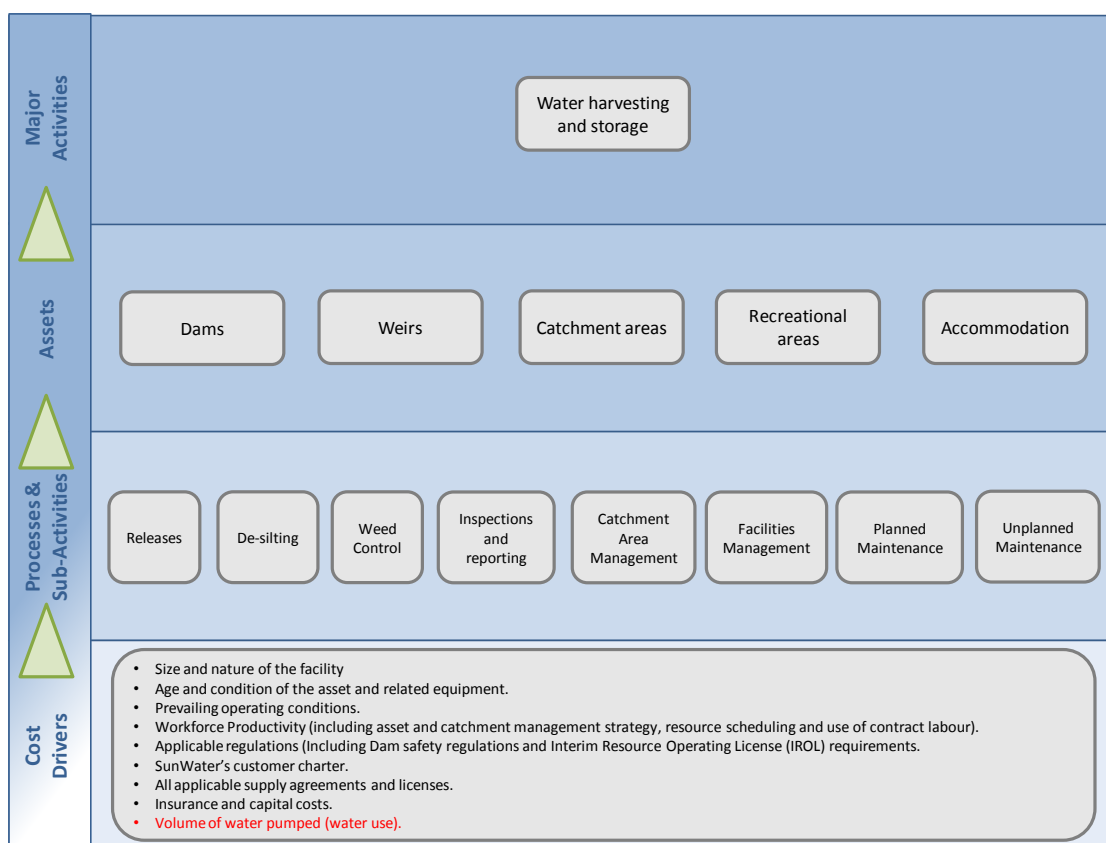 Major
Activities
Water harvesting
and storage
Assets
Dams
Weirs
Catchment areas
Recreational
areas
Accommodation
Processes &
Sub-Activities
Releases
De-silting
Weed
Control
Inspections
and
reporting
Catchment
Area
Management
Facilities
Management
Planned
Maintenance
Unplanned
Maintenance
Cost
Drivers
• Size and nature of the facility
• Age and condition of the asset and related equipment.
• Prevailing operating conditions.
• Workforce Productivity (including asset and catchment management strategy, resource scheduling and use of contract labour).
• Applicable regulations (Including Dam safety regulations and Interim Resource Operating License (IROL) requirements.
• SunWater's customer charter.
• All applicable supply agreements and licenses.
• Insurance and capital costs.
• Volume of water pumped (water use).